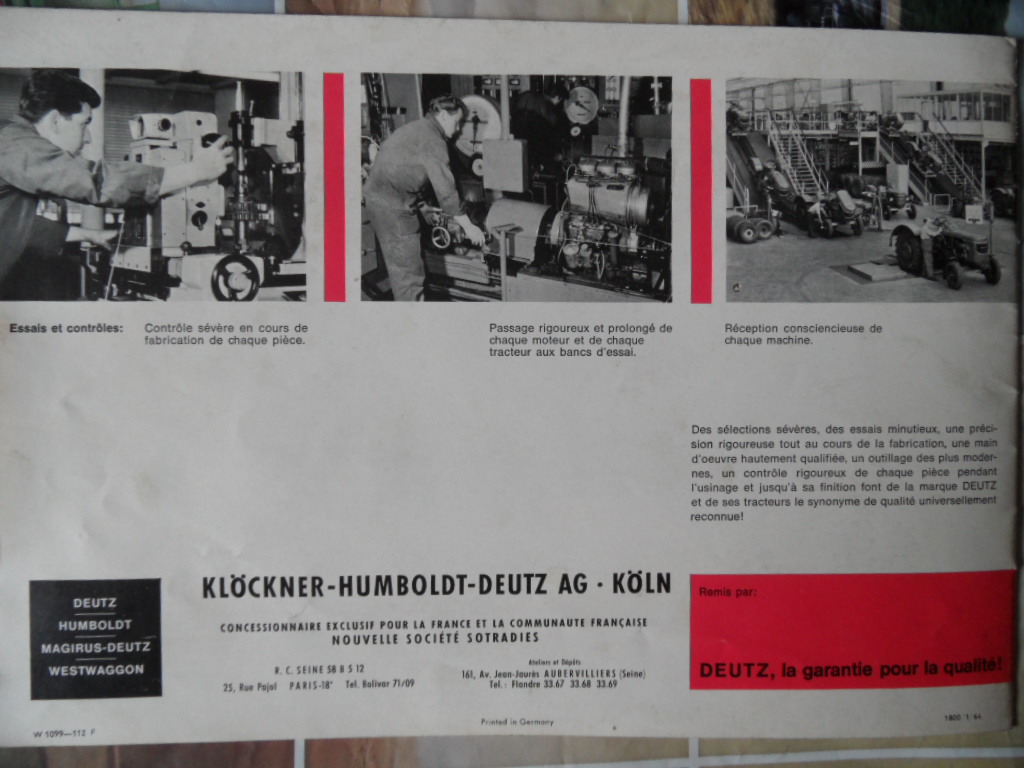 Essais et contrôles:
Contrôle sévère en cours de
fabrication de chaque pièce.
Passage rigoureux et prolongé de
chaque moteur et de chaque
tracteur aux bancs d'essai.
Réception consciencieuse de
chaque machine.
Des sélections sévères, des essais minutieux, une préci-
sion rigoureuse tout au cours de la fabrication, une main
d'oeuvre hautement qualifiée, un outillage des plus moder-
nes, un contrôle rigoureux de chaque pièce pendant
l'usinage et jusqu'à sa finition font de la marque DEUTZ
et de ses tracteurs le synonyme de qualité universellement
reconnue!
DEUTZ
HUMBOLDT
MAGIRUS-DEUTZ
WESTWAGGON
KLÖCKNER-HUMBOLDT-DEUTZ AG · KÖLN
CONCESSIONNAIRE EXCLUSIF POUR LA FRANCE ET LA COMMUNAUTE FRANÇAISE
NOUVELLE SOCIÉTÉ SOTRADIES
R. C. SEINE 58 B 5 12
25, Rue Pajol PARIS-18e Tel. Bolivar 71/09
Ateliers et Dépôts
161, Av. Jean-Jaurès AUBERVILLIERS (Seine)
Tel.: Flandre 33.67 33.68 33.69
Remis par:
DEUTZ, la garantie pour la qualité!
W 1099—112 F
Printed in Germany
1800 1/64